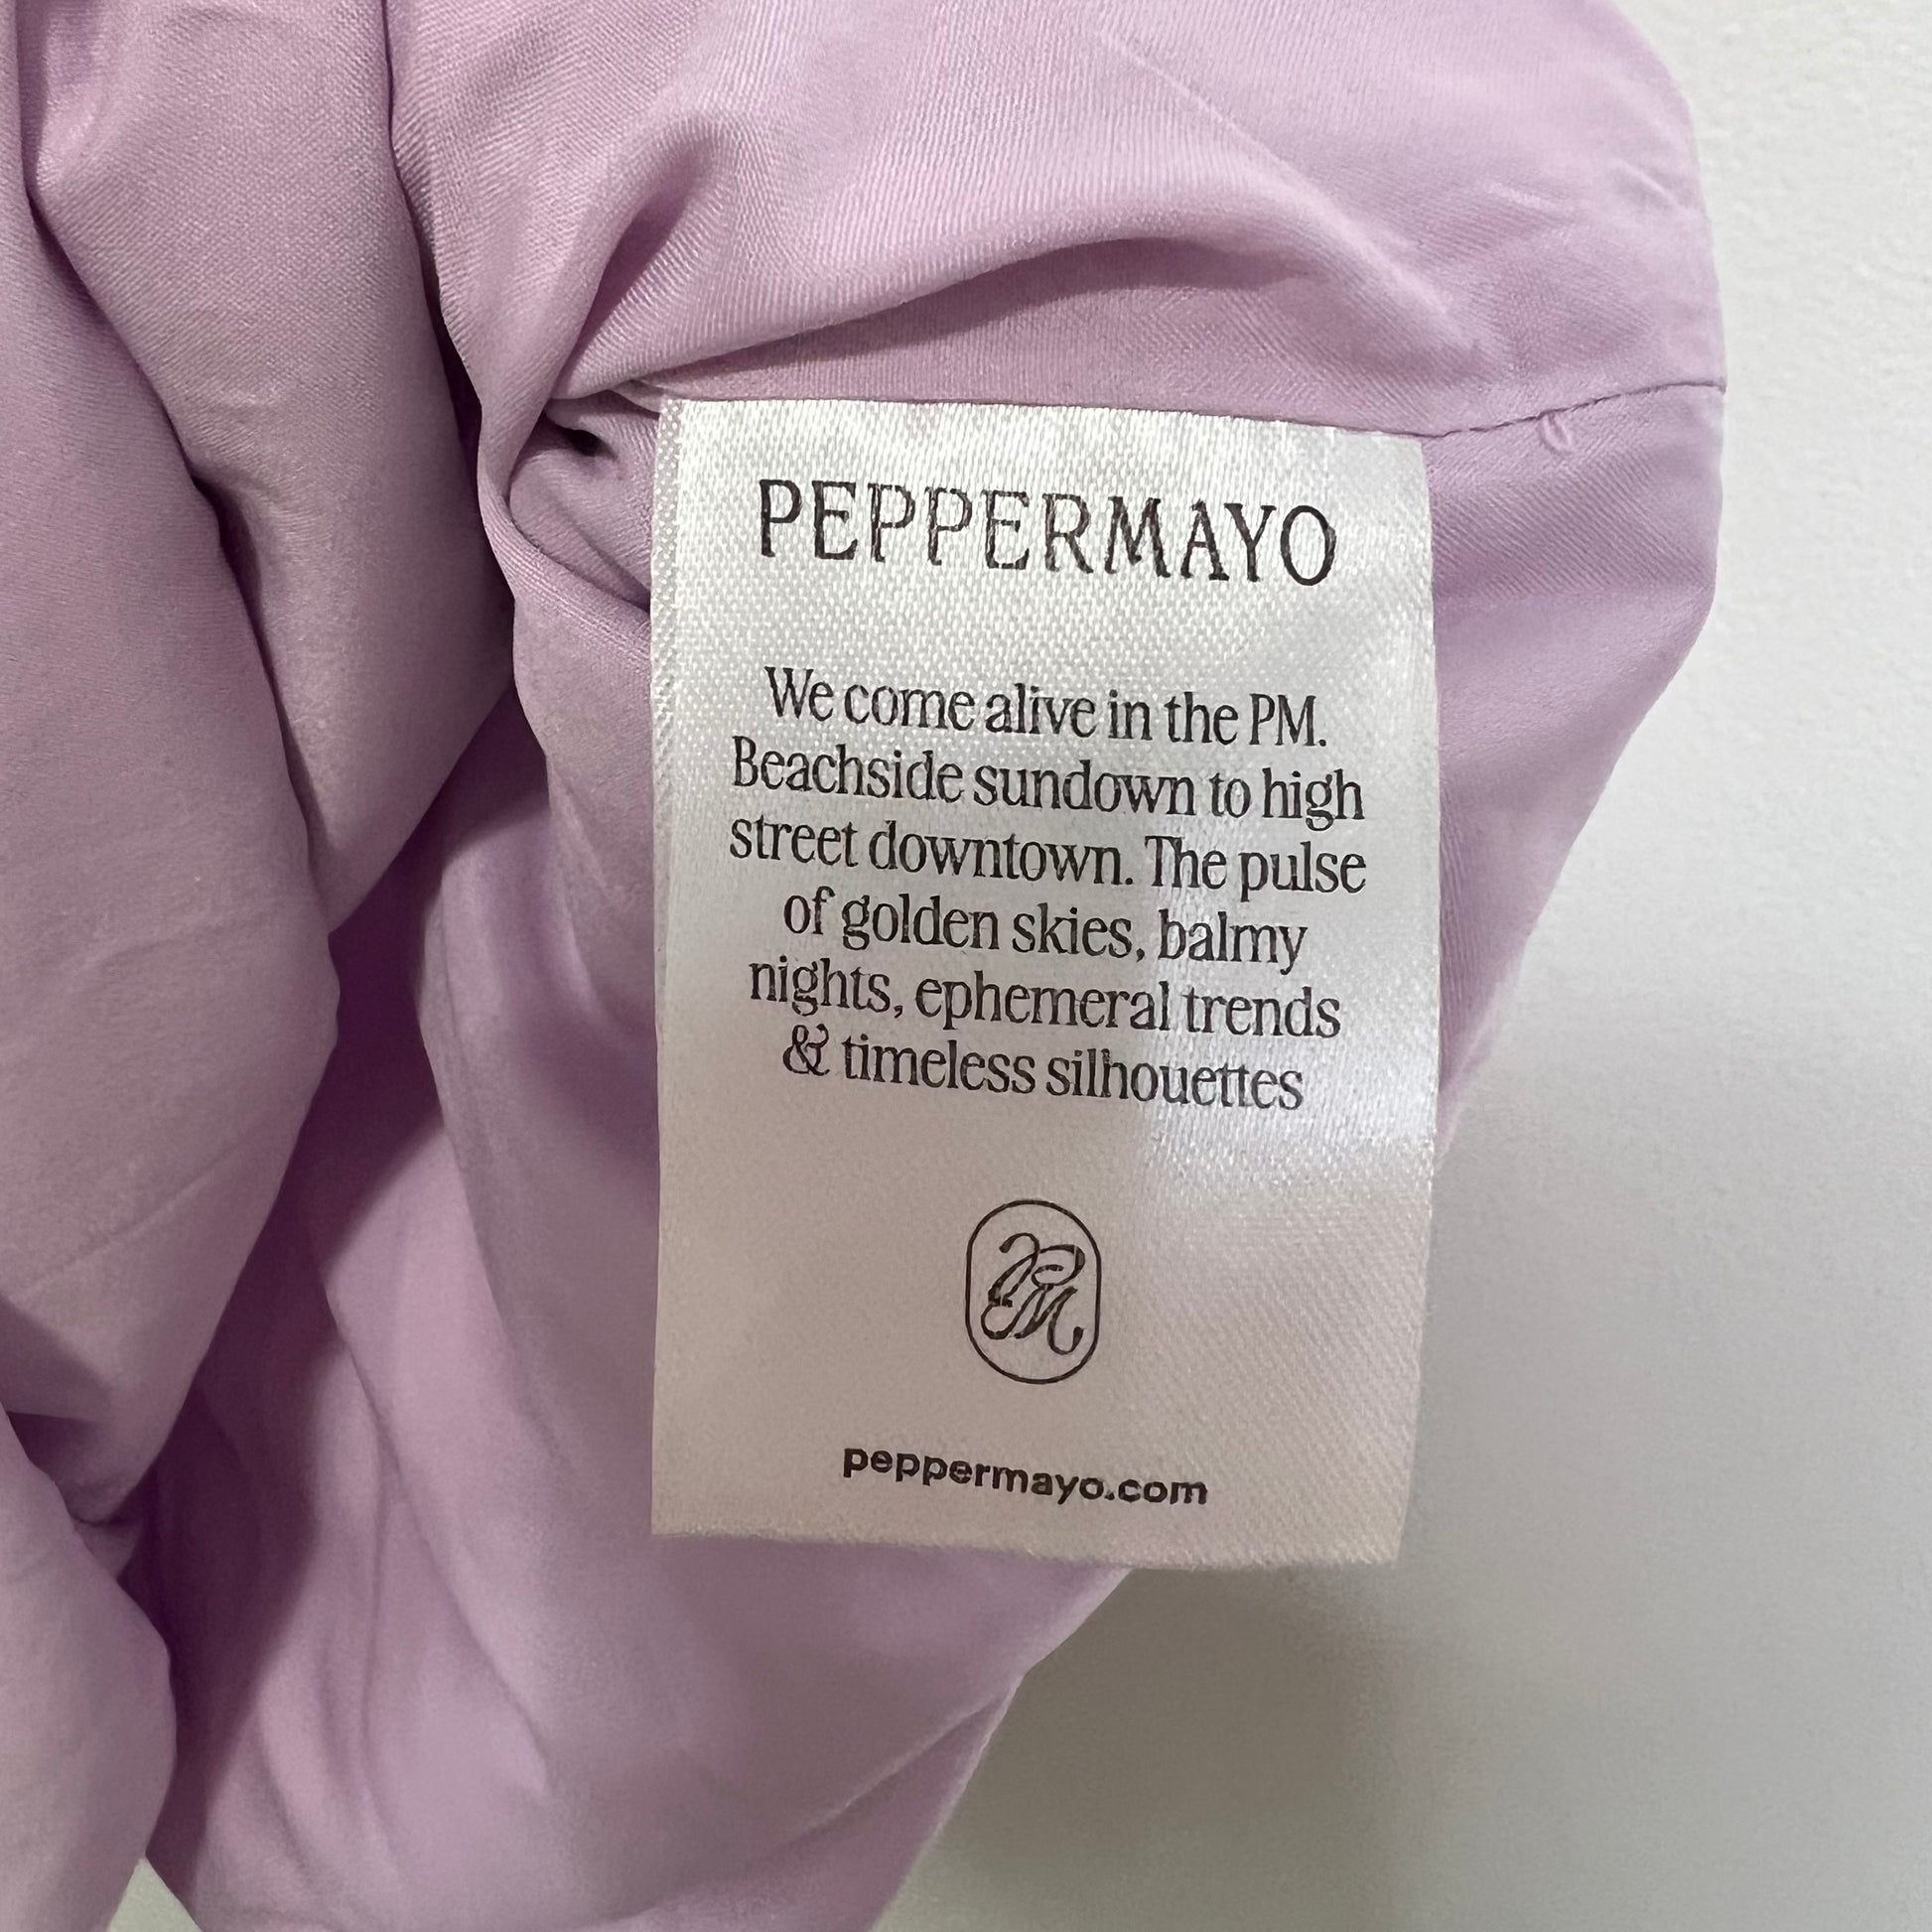 PEPPERMAYO
We come alive in the PM.
Beachside sundown to high
street downtown. The pulse
of golden skies, balmy
nights, ephemeral trends
& timeless silhouettes
PM
peppermayo.com